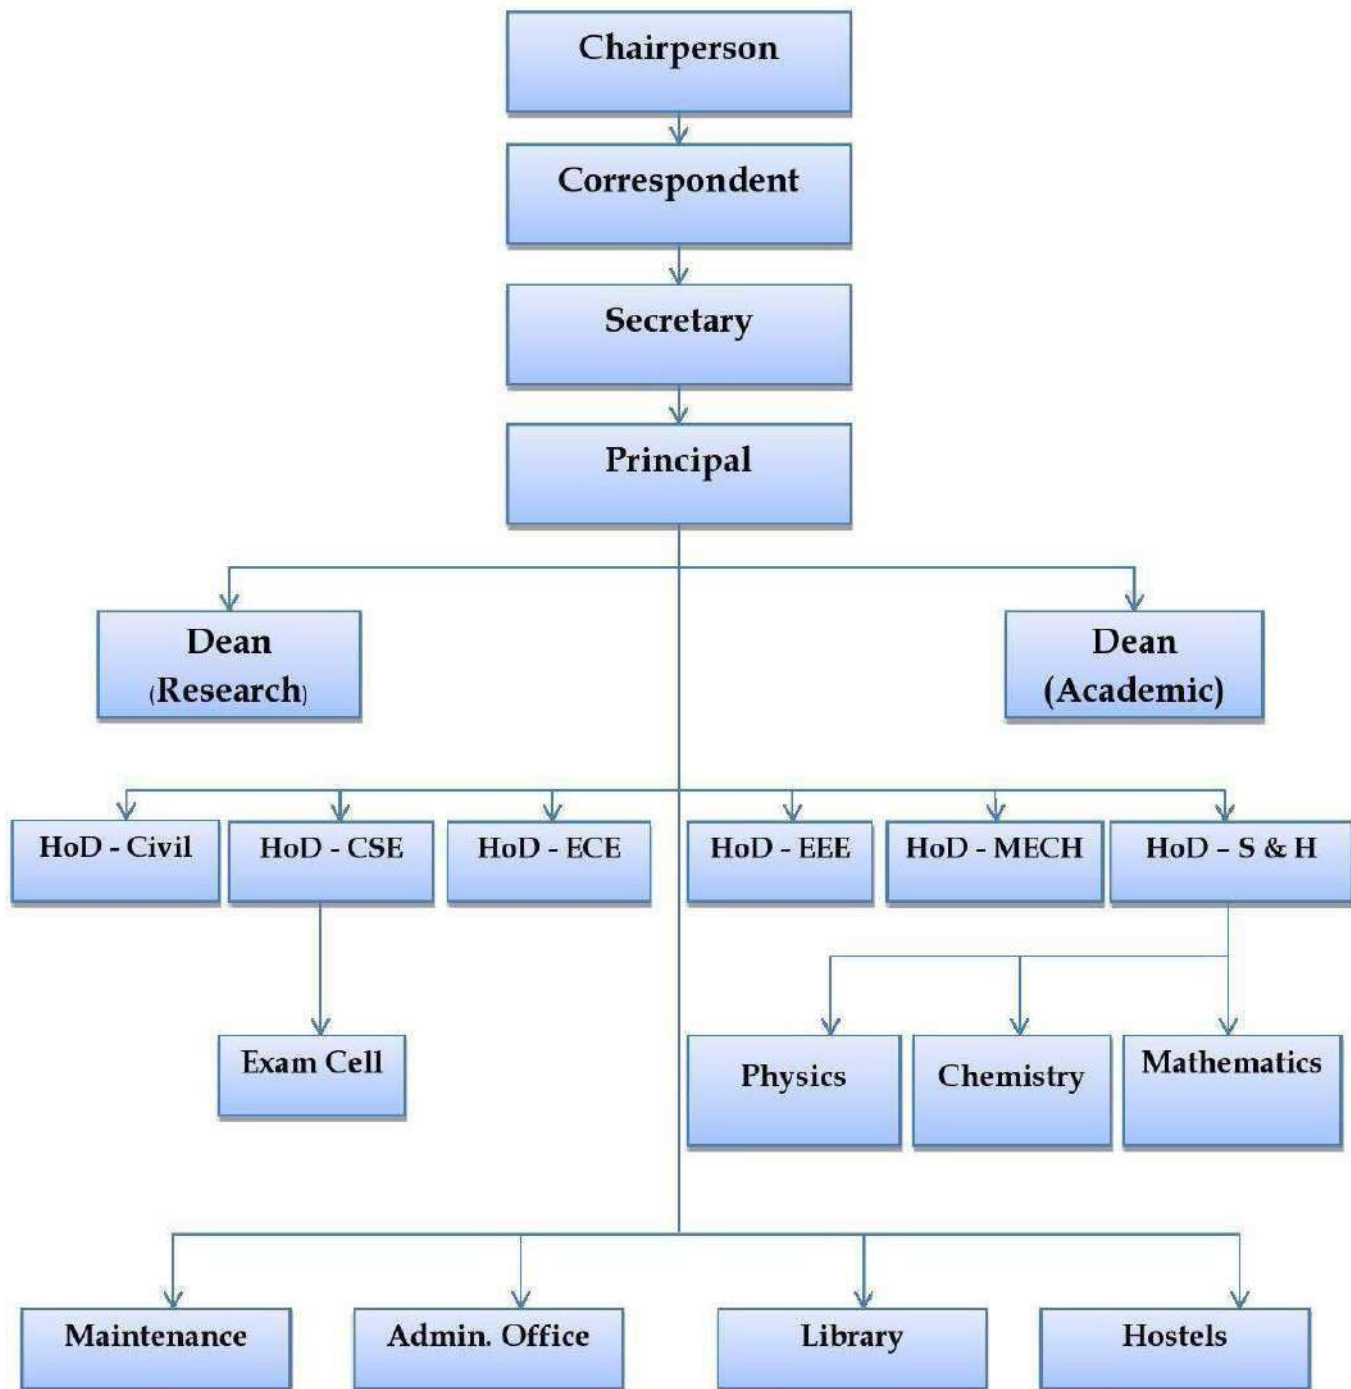 Chairperson
Correspondent
Secretary
Principal
Dean
(Research)
Dean
(Academic)
HoD - Civil
HoD - CSE
HoD - ECE
HoD - EEE
HoD - MECH
HoD – S & H
Exam Cell
Physics
Chemistry
Mathematics
Maintenance
Admin. Office
Library
Hostels